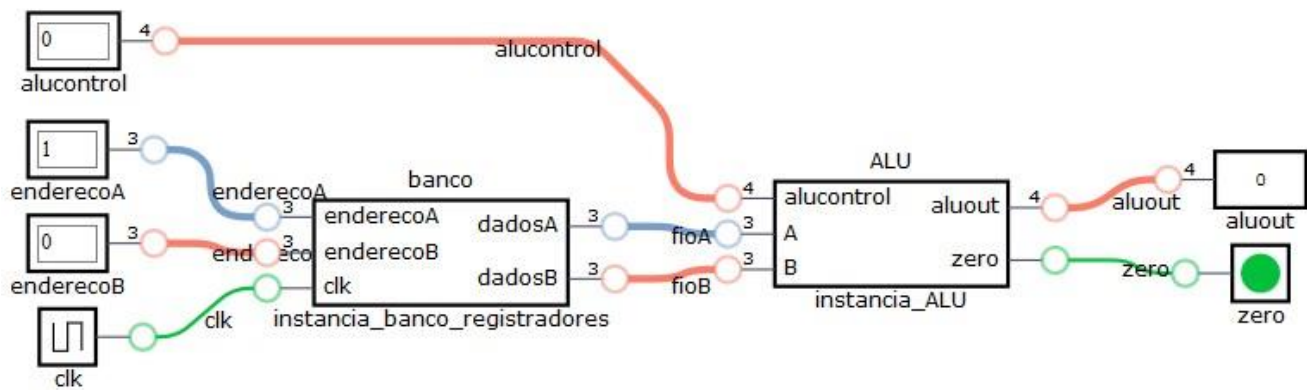 0
4
alucontrol
alucontrol
1
3
enderecoA
enderecoA
0
3
enderecoB
clk
clk
banco
3
enderecoA
3
enderecoB
clk
dadosA
3
dadosB
3
instancia_banco_registradores
fioA
fioB
ALU
4
alucontrol
3
A
3
B
aluout
4
zero
instancia_ALU
aluout
4
0
aluout
zero
zero